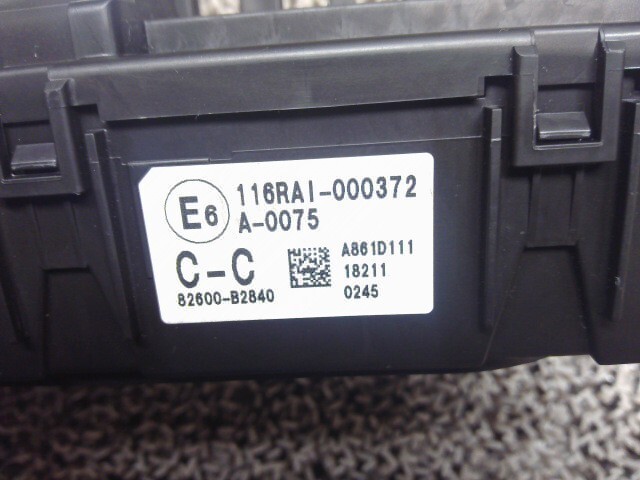 E6 116RAI-000372
A-0075
C-C A861D111
18211
82600-B2840 0245